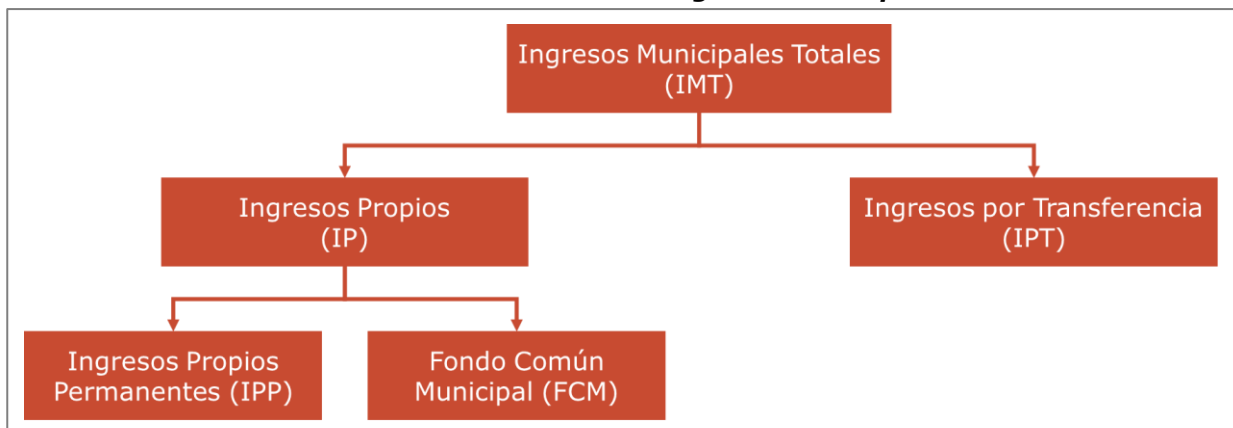 Ingresos Municipales Totales
(IMT)
Ingresos Propios
(IP)
Ingresos por Transferencia
(IPT)
Ingresos Propios
Permanentes (IPP)
Fondo Común
Municipal (FCM)